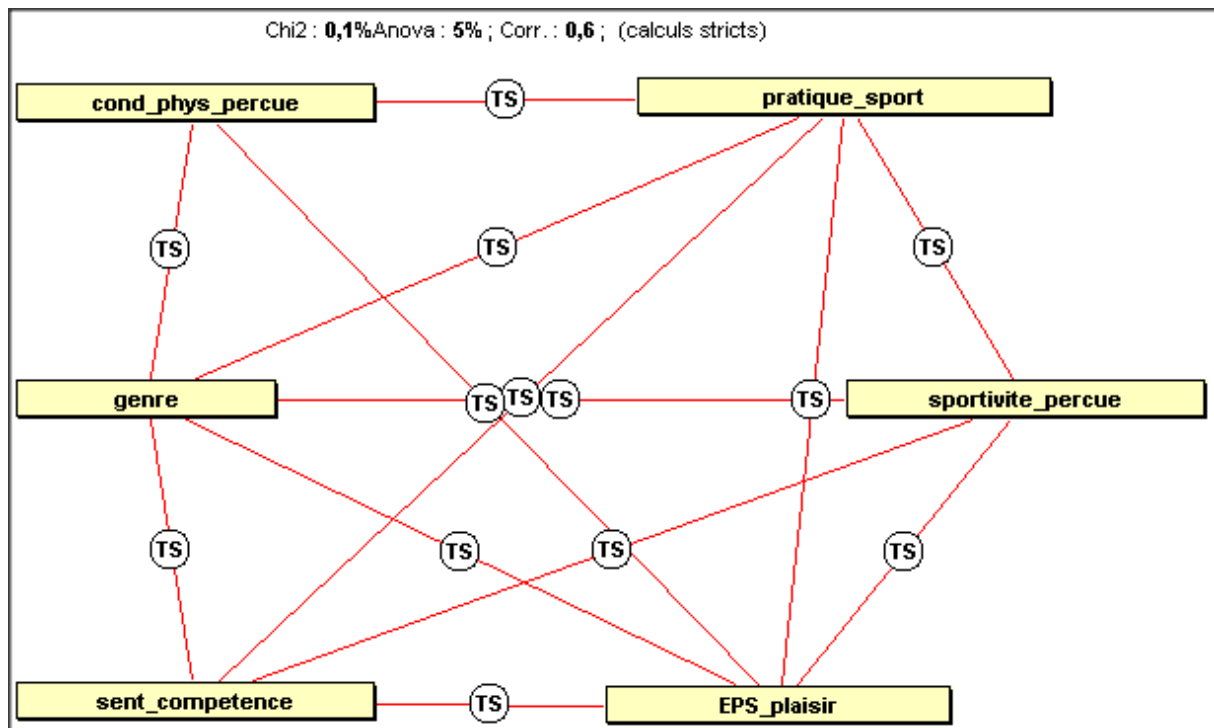 Chi2 : 0,1%Anova : 5% ; Corr. : 0,6 ; (calculs stricts)
cond_phys_percue
TS
pratique_sport
TS
TS
TS
genre
TS
TS
TS
TS
sportivite_percue
TS
TS
TS
TS
sent_competence
TS
EPS_plaisir